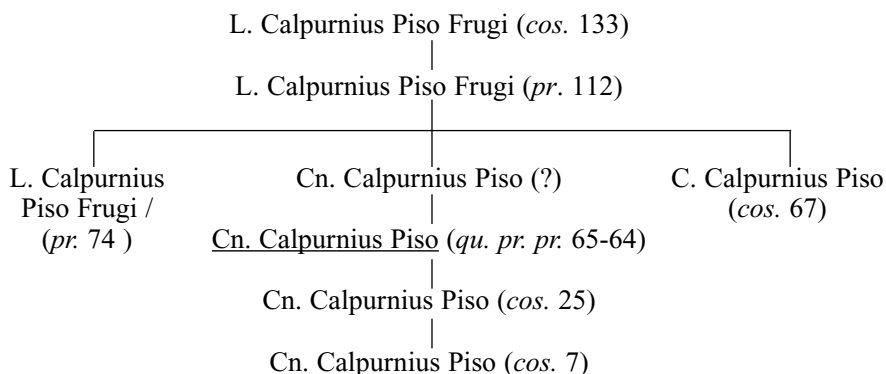 L. Calpurnius Piso Frugi (cos. 133)
L. Calpurnius Piso Frugi (pr. 112)
L. Calpurnius
Piso Frugi /
(pr. 74 )
Cn. Calpurnius Piso (?)
C. Calpurnius Piso
(cos. 67)
Cn. Calpurnius Piso (qu. pr. pr. 65-64)
Cn. Calpurnius Piso (cos. 25)
Cn. Calpurnius Piso (cos. 7)